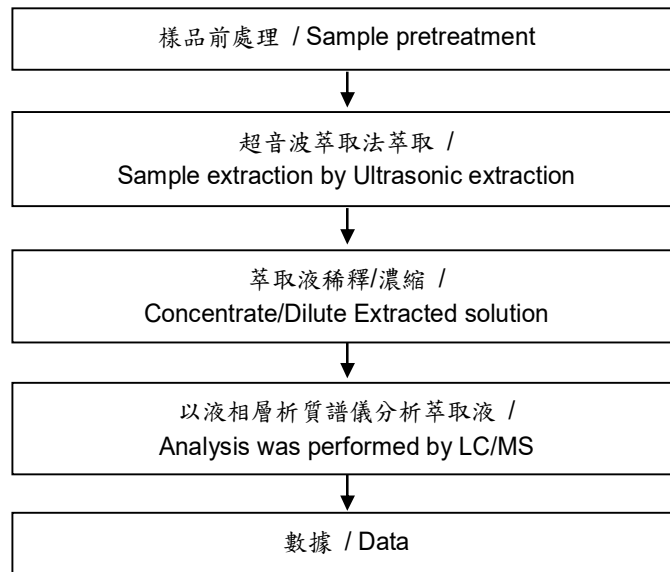 樣品前處理 / Sample pretreatment
超音波萃取法萃取 /
Sample extraction by Ultrasonic extraction
萃取液稀釋/濃縮 /
Concentrate/Dilute Extracted solution
以液相層析質譜儀分析萃取液 /
Analysis was performed by LC/MS
數據 / Data